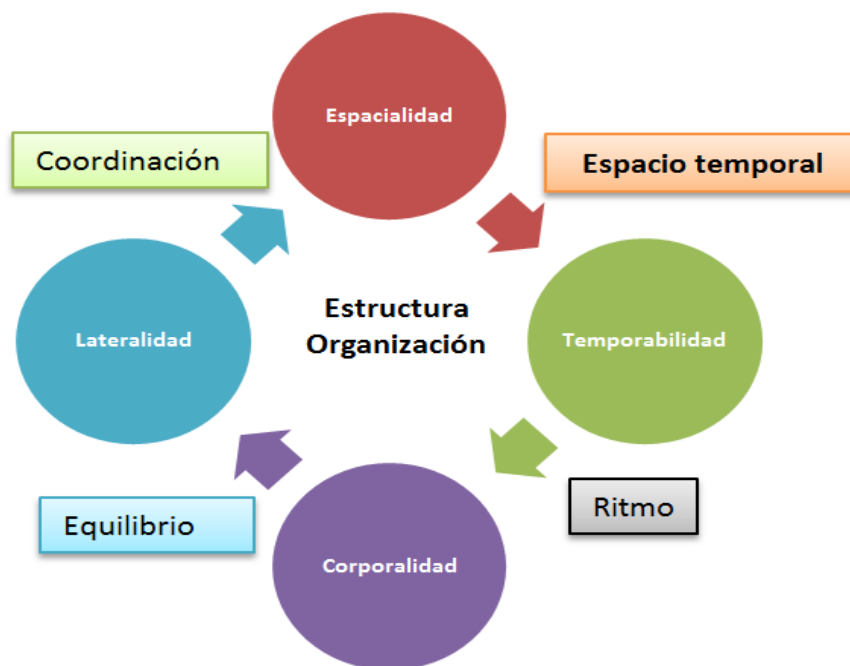 Espacialidad
Coordinación
Espacio temporal
Estructura
Organización
Lateralidad
Temporabilidad
Equilibrio
Ritmo
Corporalidad